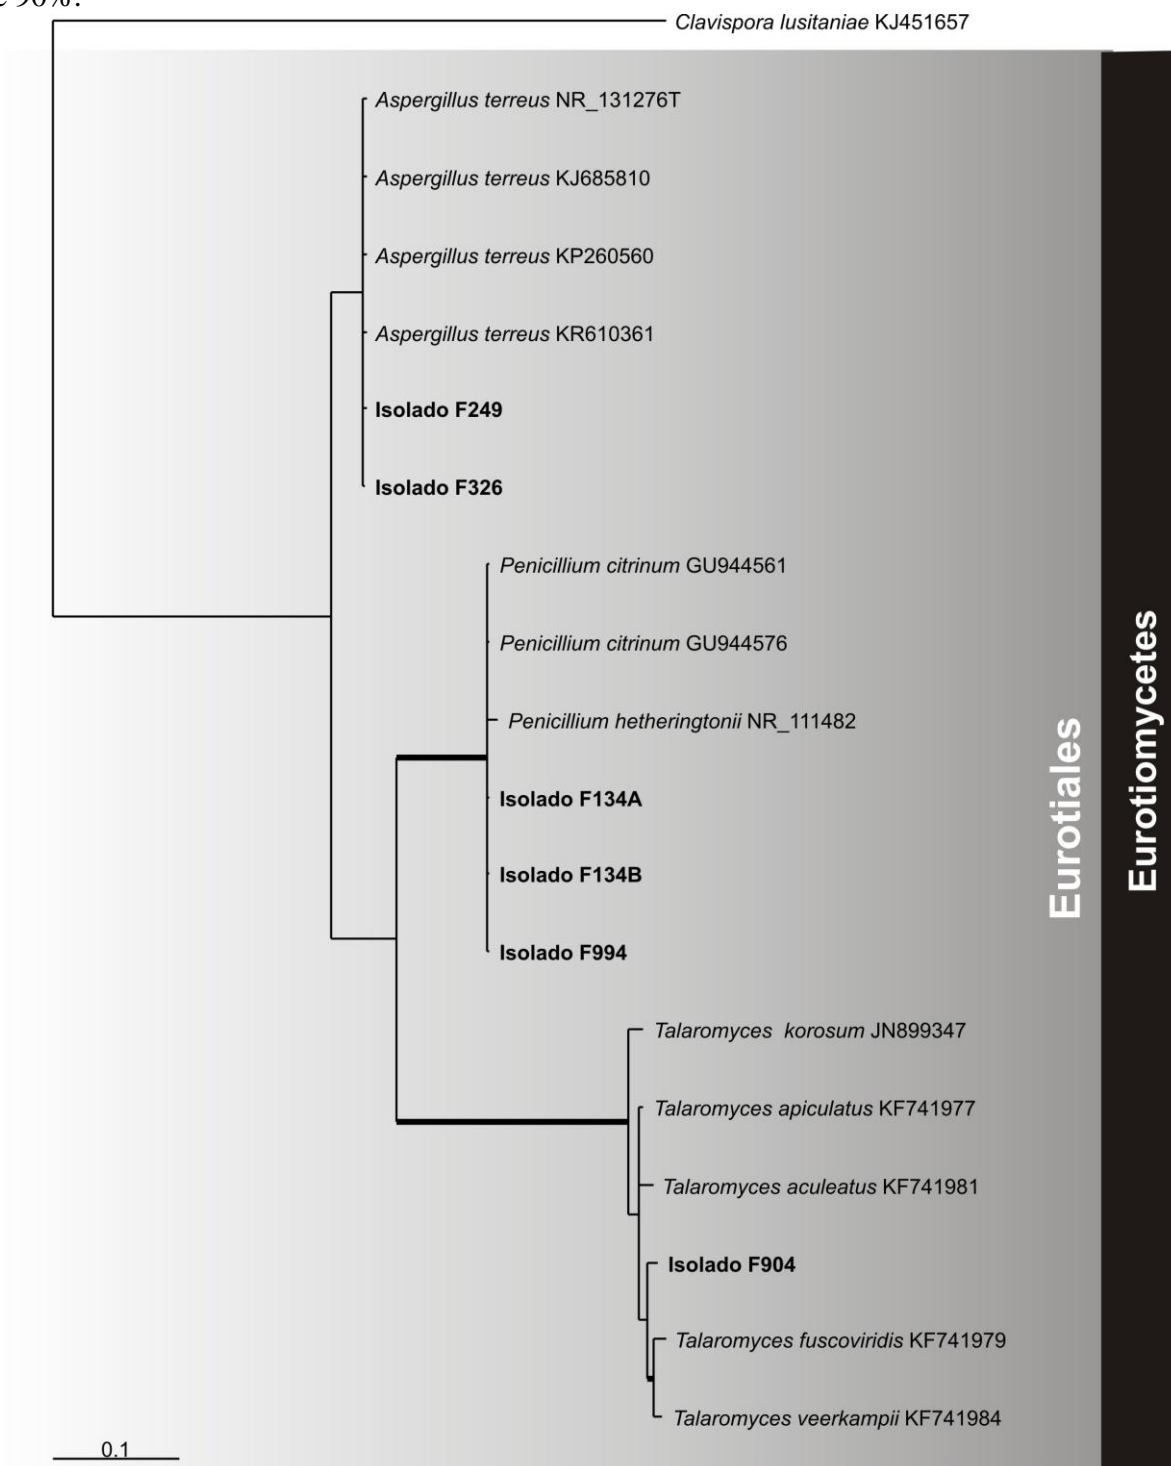 90%.
Clavispora lusitaniae KJ451657
Aspergillus terreus NR_131276T
Aspergillus terreus KJ685810
Aspergillus terreus KP260560
Aspergillus terreus KR610361
Isolado F249
Isolado F326
Penicillium citrinum GU944561
Penicillium citrinum GU944576
Penicillium hetheringtonii NR_111482
Isolado F134A
Isolado F134B
Isolado F994
Talaromyces korosum JN899347
Talaromyces apiculatus KF741977
Talaromyces aculeatus KF741981
Isolado F904
Talaromyces fuscoviridis KF741979
Talaromyces veerkampii KF741984
0.1
Eurotiales
Eurotiomycetes